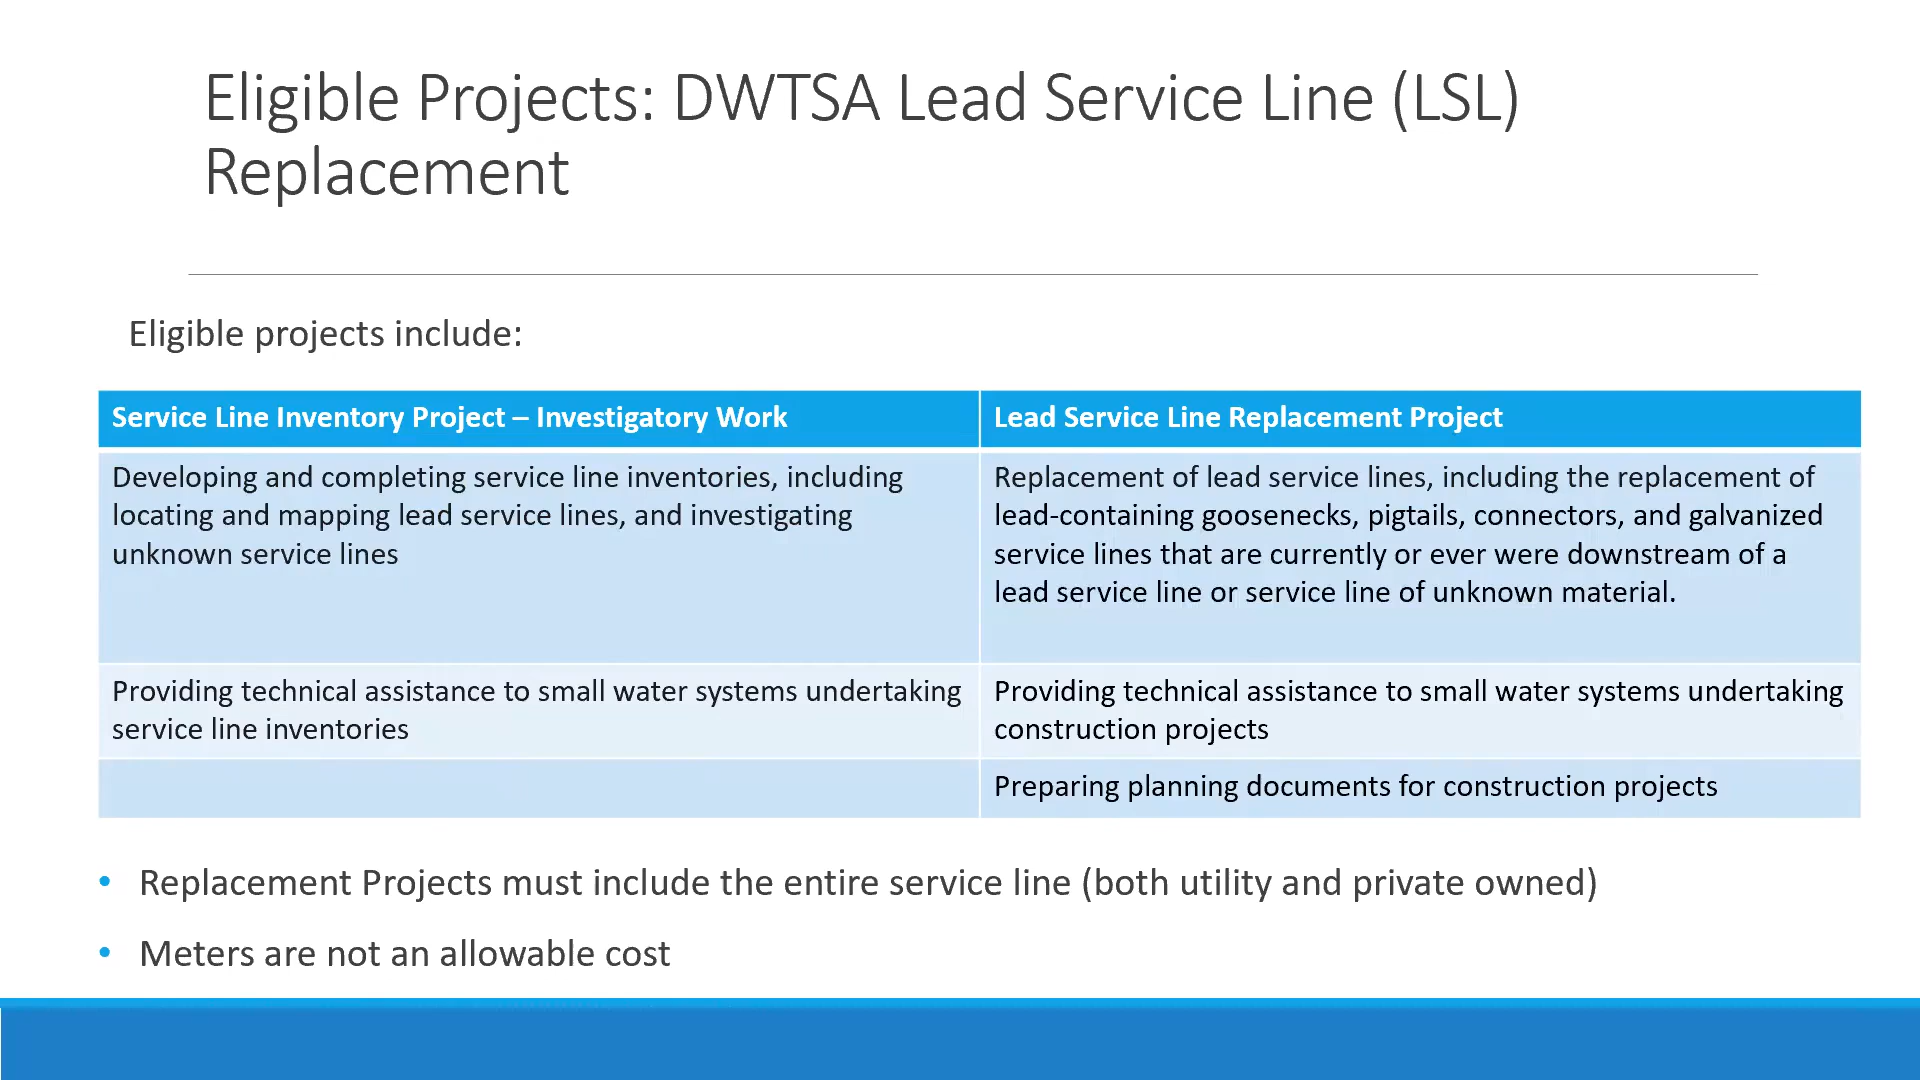 Eligible Projects: DWTSA Lead Service Line (LSL)
Replacement
Eligible projects include:
Service Line Inventory Project – Investigatory Work
Lead Service Line Replacement Project
Developing and completing service line inventories, including
locating and mapping lead service lines, and investigating
unknown service lines
Replacement of lead service lines, including the replacement of
lead-containing goosenecks, pigtails, connectors, and galvanized
service lines that are currently or ever were downstream of a
lead service line or service line of unknown material.
Providing technical assistance to small water systems undertaking
service line inventories
Providing technical assistance to small water systems undertaking
construction projects
Preparing planning documents for construction projects
• Replacement Projects must include the entire service line (both utility and private owned)
• Meters are not an allowable cost